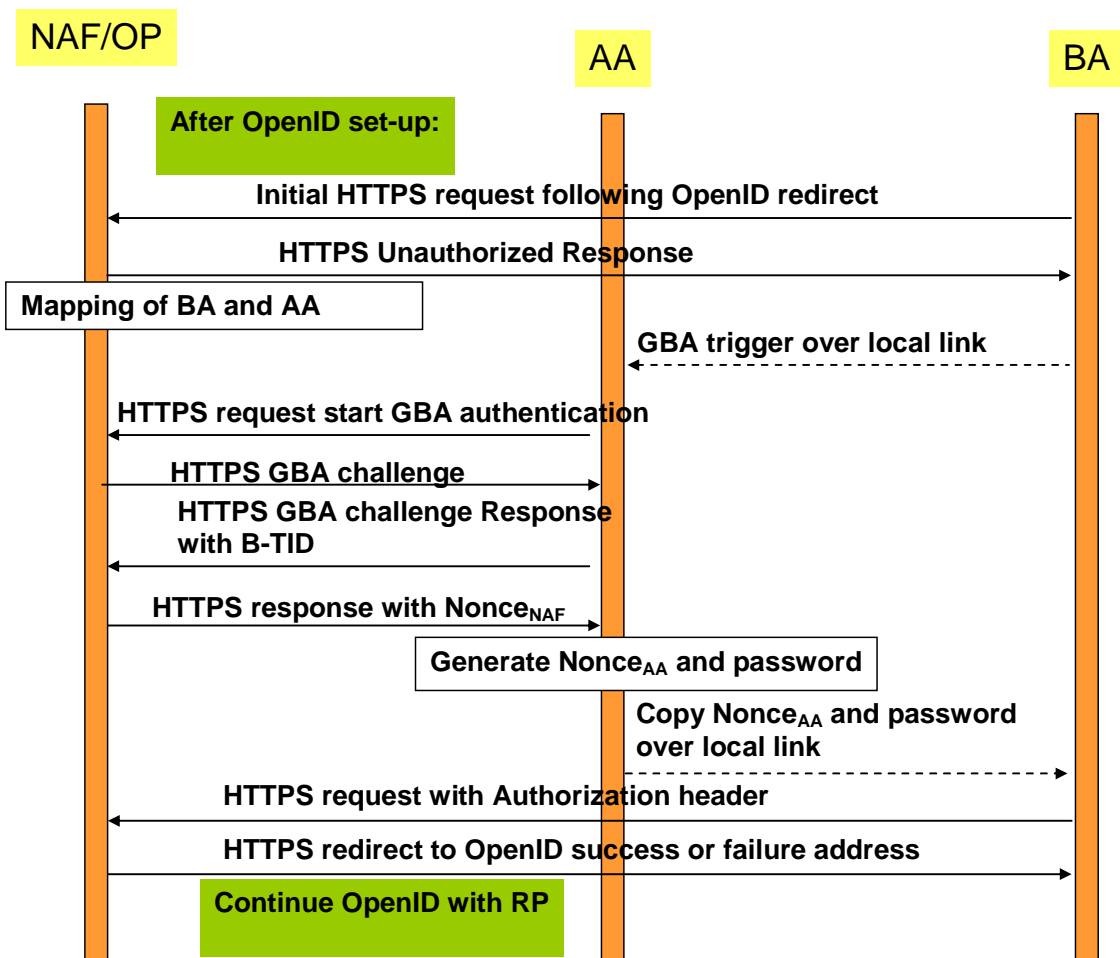 NAF/OP
AA
BA
After OpenID set-up:
Initial HTTPS request following OpenID redirect
HTTPS Unauthorized Response
Mapping of BA and AA
GBA trigger over local link
HTTPS request start GBA authentication
HTTPS GBA challenge
HTTPS GBA challenge Response
with B-TID
HTTPS response with NonceNAF
Generate NonceAA and password
Copy NonceAA and password
over local link
HTTPS request with Authorization header
HTTPS redirect to OpenID success or failure address
Continue OpenID with RP